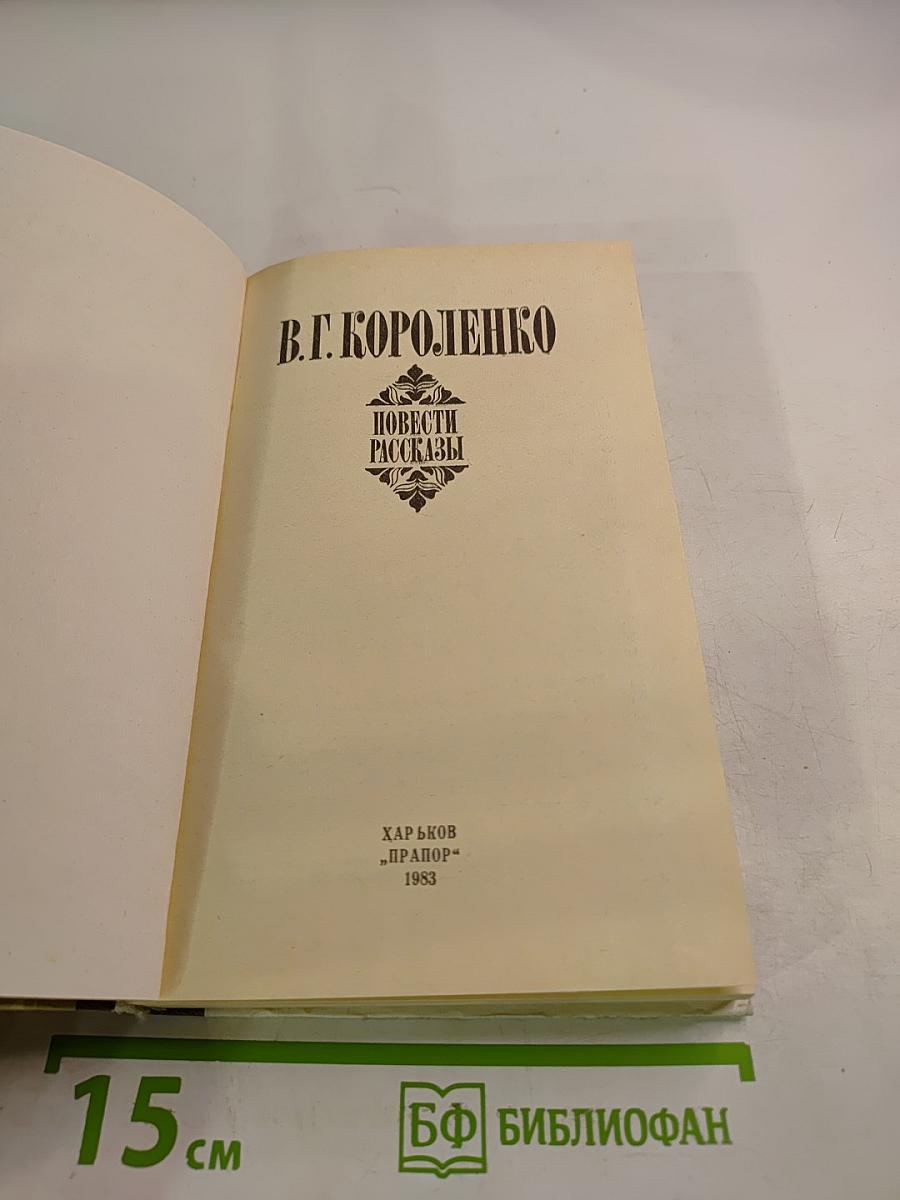 В.Г. КОРОЛЕНКО
ПОВЕСТИ
РАССКАЗЫ
ХАРЬКОВ
„ПРАПОР“
1983
15 см
БФ БИБЛИОФАН